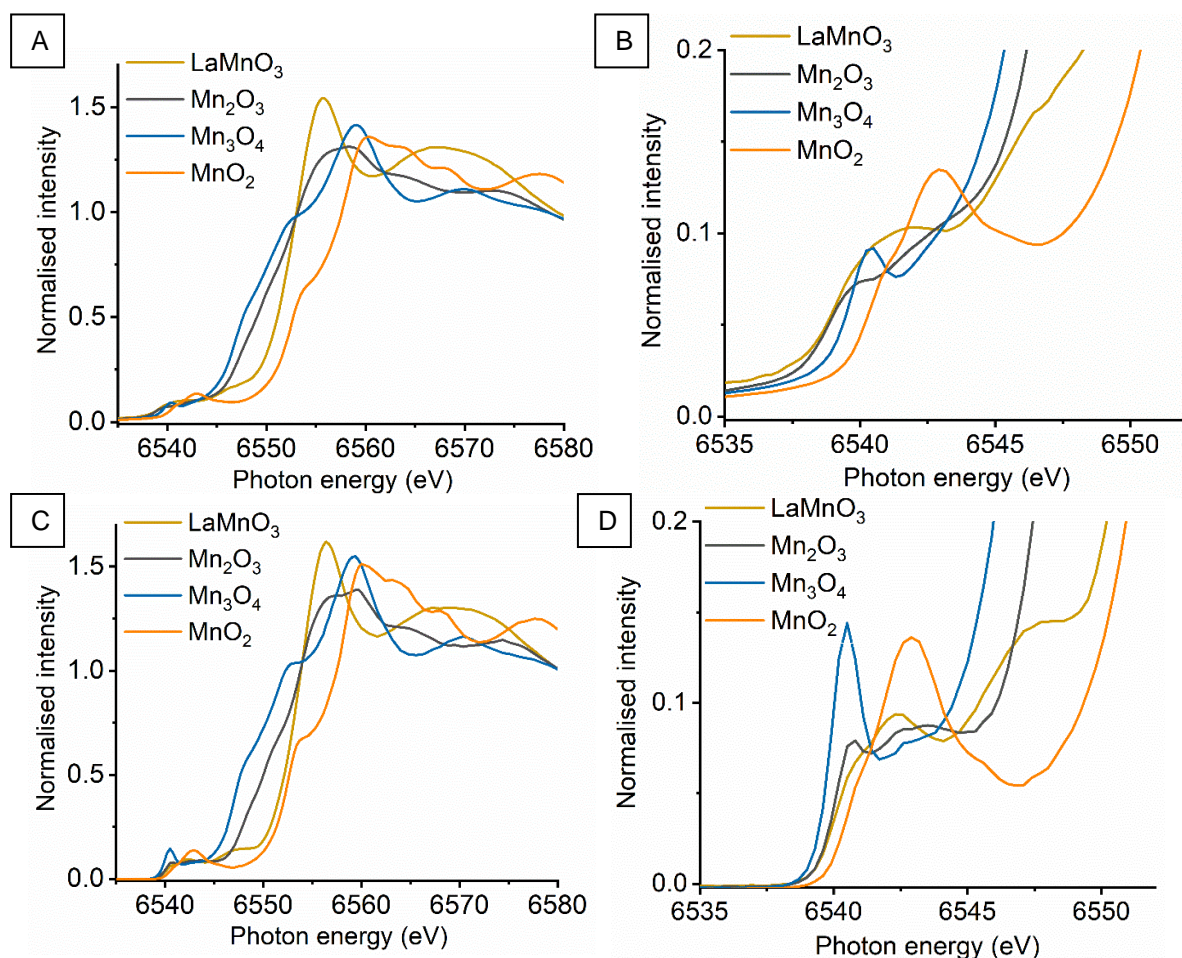 A
LaMnO3
Mn2O3
Mn3O4
MnO2
Normalised intensity
1.5
1.0
0.5
0.0
6540 6550 6560 6570 6580
Photon energy (eV)
B
LaMnO3
Mn2O3
Mn3O4
MnO2
Normalised intensity
0.2
0.1
0.0
6535 6540 6545 6550
Photon energy (eV)
C
LaMnO3
Mn2O3
Mn3O4
MnO2
Normalised intensity
1.5
1.0
0.5
0.0
6540 6550 6560 6570 6580
Photon energy (eV)
D
LaMnO3
Mn2O3
Mn3O4
MnO2
Normalised intensity
0.2
0.1
0.0
6535 6540 6545 6550
Photon energy (eV)